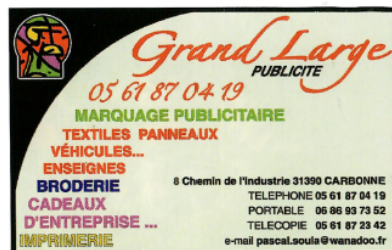 Grand Large
PUBLICITE
05 61 87 04 19
MARQUAGE PUBLICITAIRE
TEXTILES PANNEAUX
VÉHICULES...
ENSEIGNES
BRODERIE
CADEAUX
D'ENTREPRISE ...
IMPRIMERIE
8 Chemin de l'industrie 31390 CARBONNE
TELEPHONE 05 61 87 04 19
PORTABLE 06 86 93 73 52
TELECOPIE 05 61 87 23 42
e-mail pascal.soula@wanadoo.fr